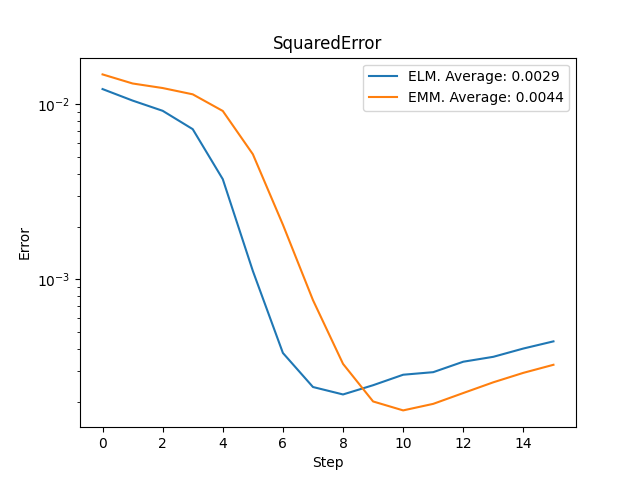 SquaredError
ELM. Average: 0.0029
EMM. Average: 0.0044
10⁻²
10⁻³
Error
0 2 4 6 8 10 12 14
Step